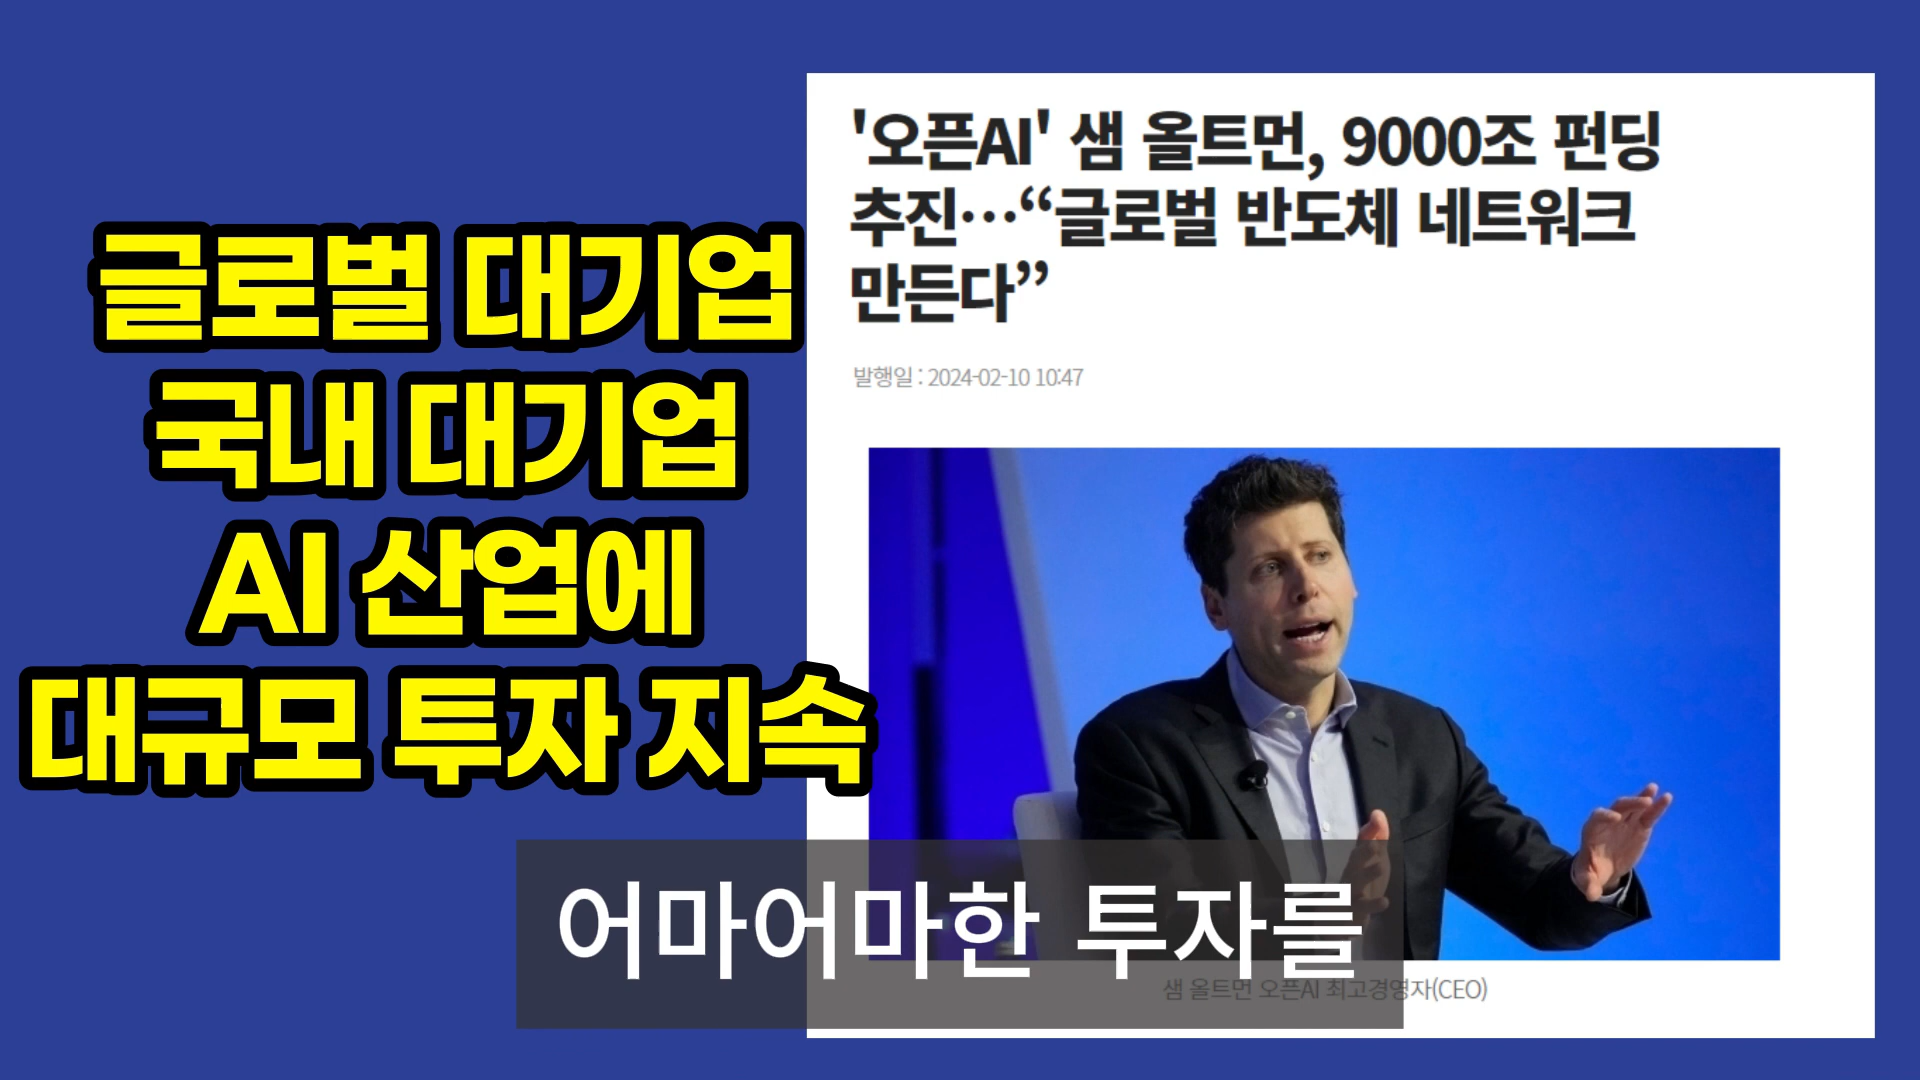 글로벌 대기업
국내 대기업
AI 산업에
대규모 투자 지속
'오픈AI' 샘 올트먼, 9000조 펀딩
추진…“글로벌 반도체 네트워크
만든다”
발행일 : 2024-02-10 10:47
샘 올트먼 오픈AI 최고경영자(CEO)
어마어마한 투자를